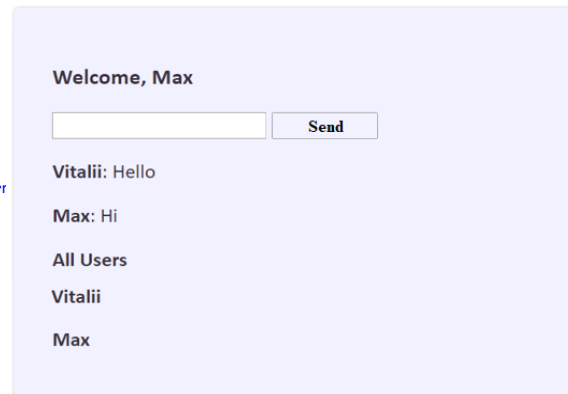 Welcome, Max
Send
Vitalii: Hello
Max: Hi
All Users
Vitalii
Max